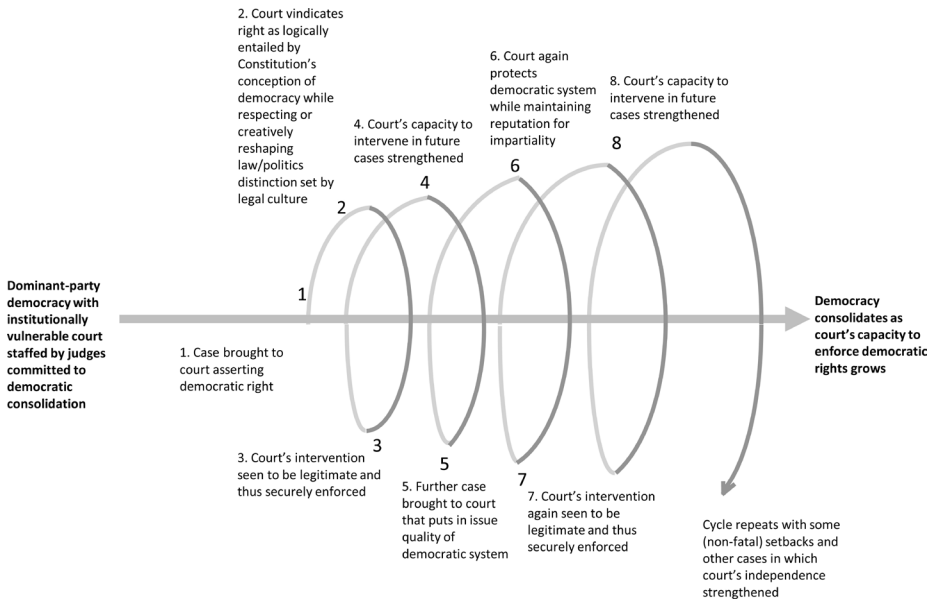 2. Court vindicates
right as logically
entailed by
Constitution's
conception of
democracy while
respecting or
creatively
reshaping
law/politics
distinction set by
legal culture
4. Court's capacity to
intervene in future
cases strengthened
6. Court again
protects
democratic system
while maintaining
reputation for
impartiality
8. Court's capacity to
intervene in future
cases strengthened
2
4
6
8
Dominant-party
democracy with
institutionally
vulnerable court
staffed by judges
committed to
democratic
consolidation
1
1. Case brought to
court asserting
democratic right
Democracy
consolidates as
court's capacity to
enforce democratic
rights grows
3
3. Court's intervention
seen to be legitimate and
thus securely enforced
5
5. Further case
brought to court
that puts in issue
quality of
democratic system
7
7. Court's intervention
again seen to be
legitimate and thus
securely enforced
Cycle repeats with some
(non-fatal) setbacks and
other cases in which
court's independence
strengthened